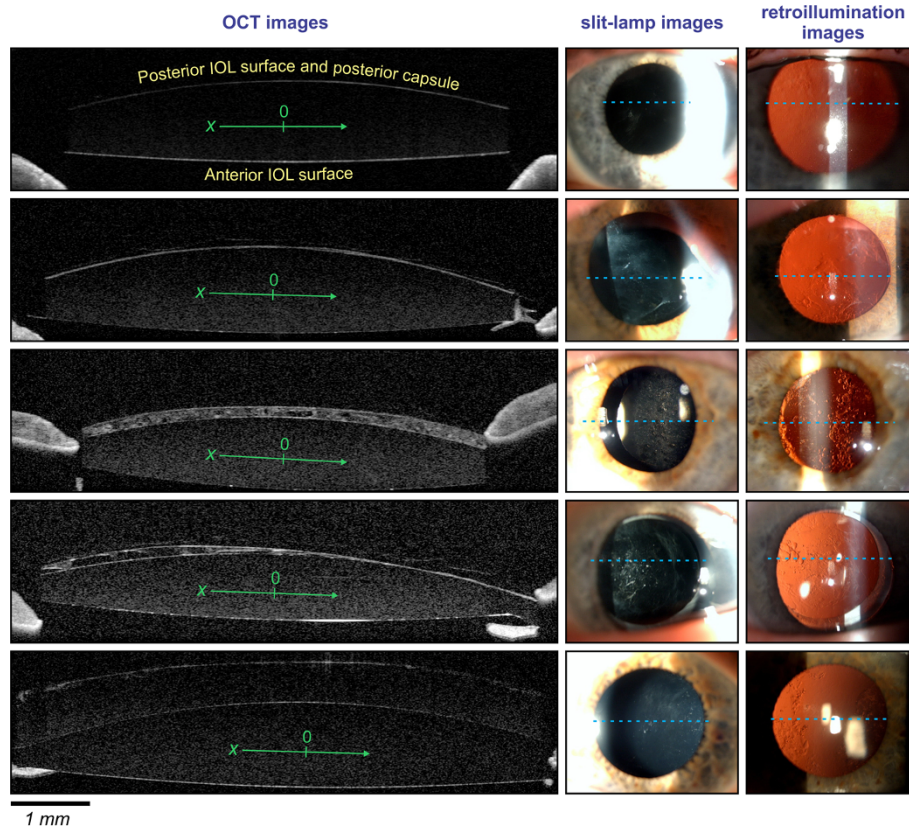 OCT images
slit-lamp images
retroillumination
images
Posterior IOL surface and posterior capsule
0
x
Anterior IOL surface
0
x
0
x
0
x
0
x
1 mm